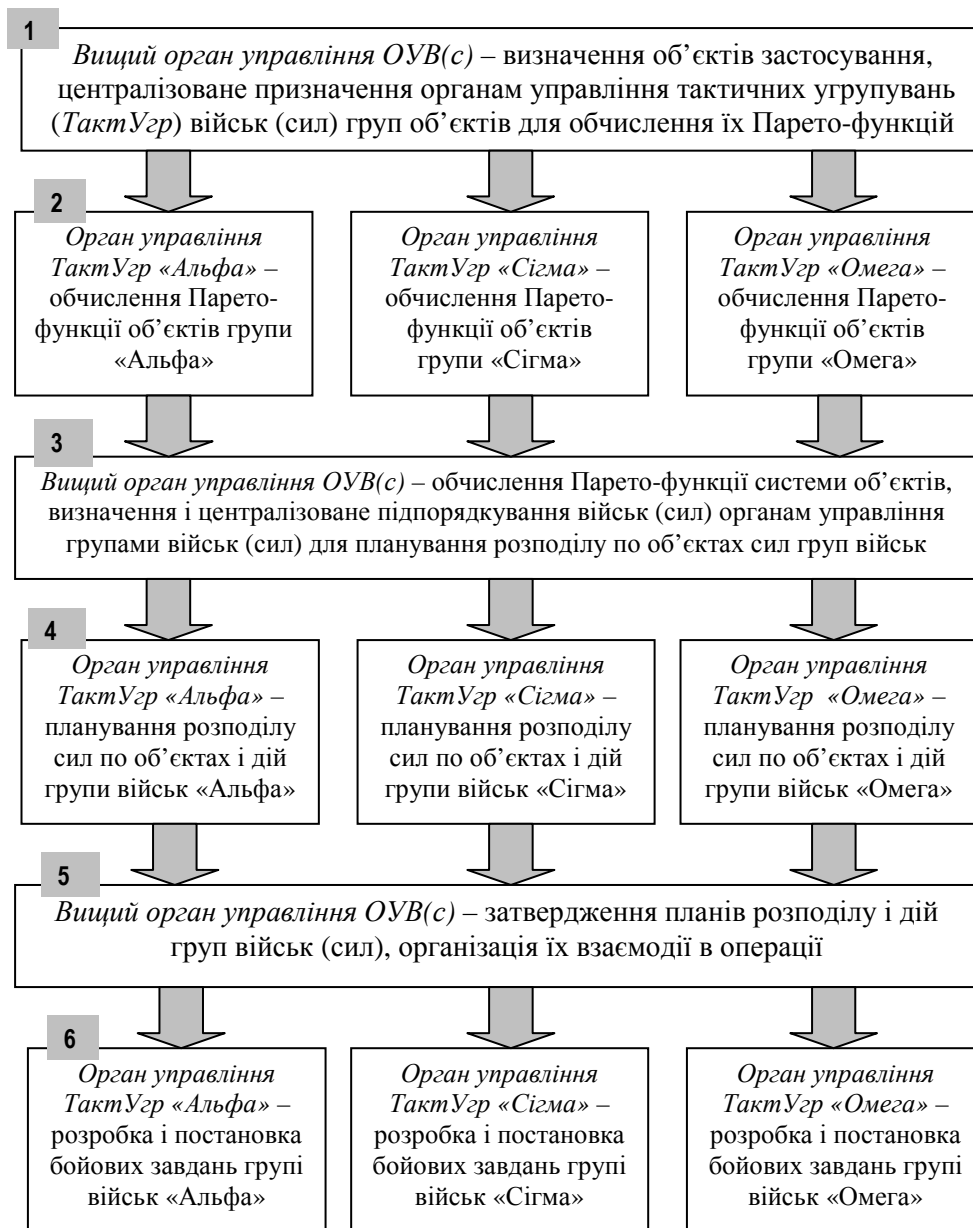 1
Вищий орган управління ОУВ(с) – визначення об’єктів застосування,
централізоване призначення органам управління тактичних угрупувань
(ТактУгр) військ (сил) груп об’єктів для обчислення їх Парето-функцій
2
Орган управління
ТактУгр «Альфа» –
обчислення Парето-
функції об’єктів групи
«Альфа»
Орган управління
ТактУгр «Сігма» –
обчислення Парето-
функції об’єктів
групи «Сігма»
Орган управління
ТактУгр «Омега» –
обчислення Парето-
функції об’єктів
групи «Омега»
3
Вищий орган управління ОУВ(с) – обчислення Парето-функції системи об’єктів,
визначення і централізоване підпорядкування військ (сил) органам управління
групами військ (сил) для планування розподілу по об’єктах сил груп військ
4
Орган управління
ТактУгр «Альфа» –
планування розподілу
сил по об’єктах і дій
групи військ «Альфа»
Орган управління
ТактУгр «Сігма» –
планування розподілу
сил по об’єктах і дій
групи військ «Сігма»
Орган управління
ТактУгр «Омега» –
планування розподілу
сил по об’єктах і дій
групи військ «Омега»
5
Вищий орган управління ОУВ(с) – затвердження планів розподілу і дій
груп військ (сил), організація їх взаємодії в операції
6
Орган управління
ТактУгр «Альфа» –
розробка і постановка
бойових завдань групі
військ «Альфа»
Орган управління
ТактУгр «Сігма» –
розробка і постановка
бойових завдань групі
військ «Сігма»
Орган управління
ТактУгр «Омега» –
розробка і постановка
бойових завдань групі
військ «Омега»